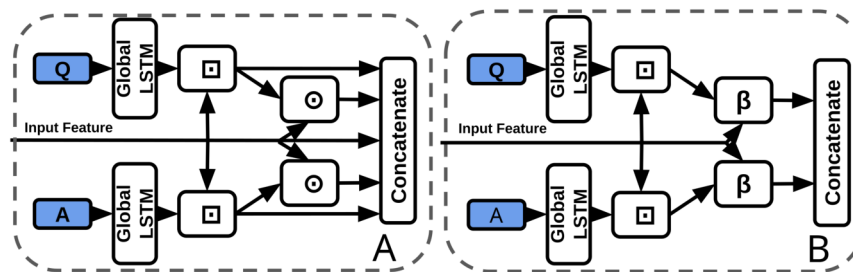 Q
Global LSTM
⊡
⊙
Input Feature
Concatenate
⊙
A
Global LSTM
⊡
A
Q
Global LSTM
⊡
β
Input Feature
Concatenate
β
A
Global LSTM
⊡
B